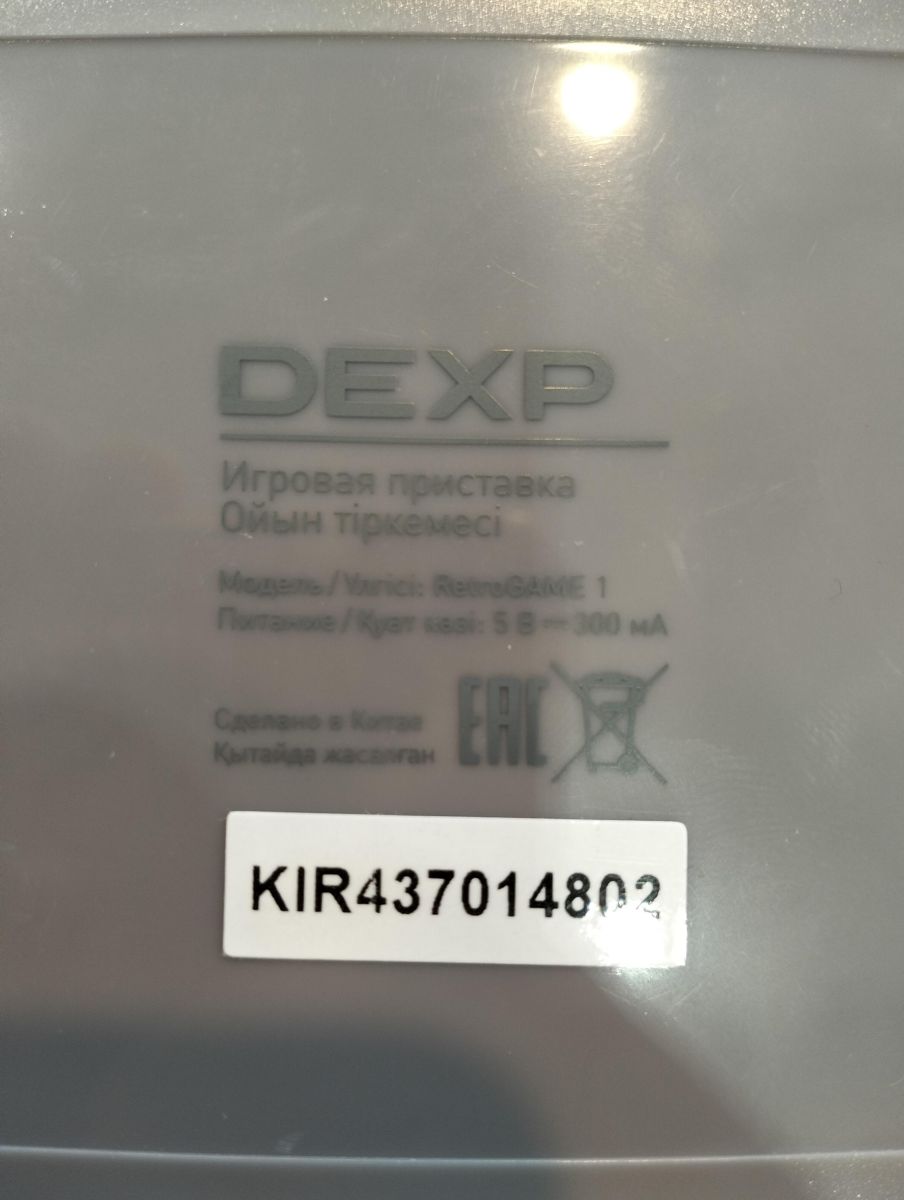 DEXP
Игровая приставка
Ойын тіркемесі
Модель / Үлгісі: RetroGAME 1
Питание / Қуат көзі: 5 В ⎓ 300 мА
Сделано в Китае
Қытайда жасалған
EAC
KIR437014802